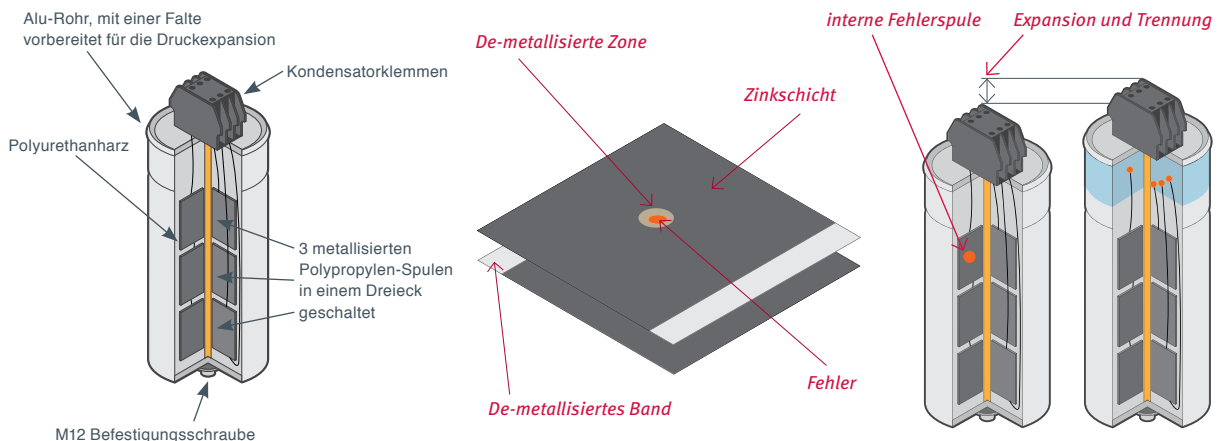 Alu-Rohr, mit einer Falte
vorbereitet für die Druckexpansion
Kondensatorklemmen
Polyurethanharz
3 metallisierten
Polypropylen-Spulen
in einem Dreieck
geschaltet
M12 Befestigungsschraube
De-metallisierte Zone
Zinkschicht
Fehler
De-metallisiertes Band
interne Fehlerspule
Expansion und Trennung